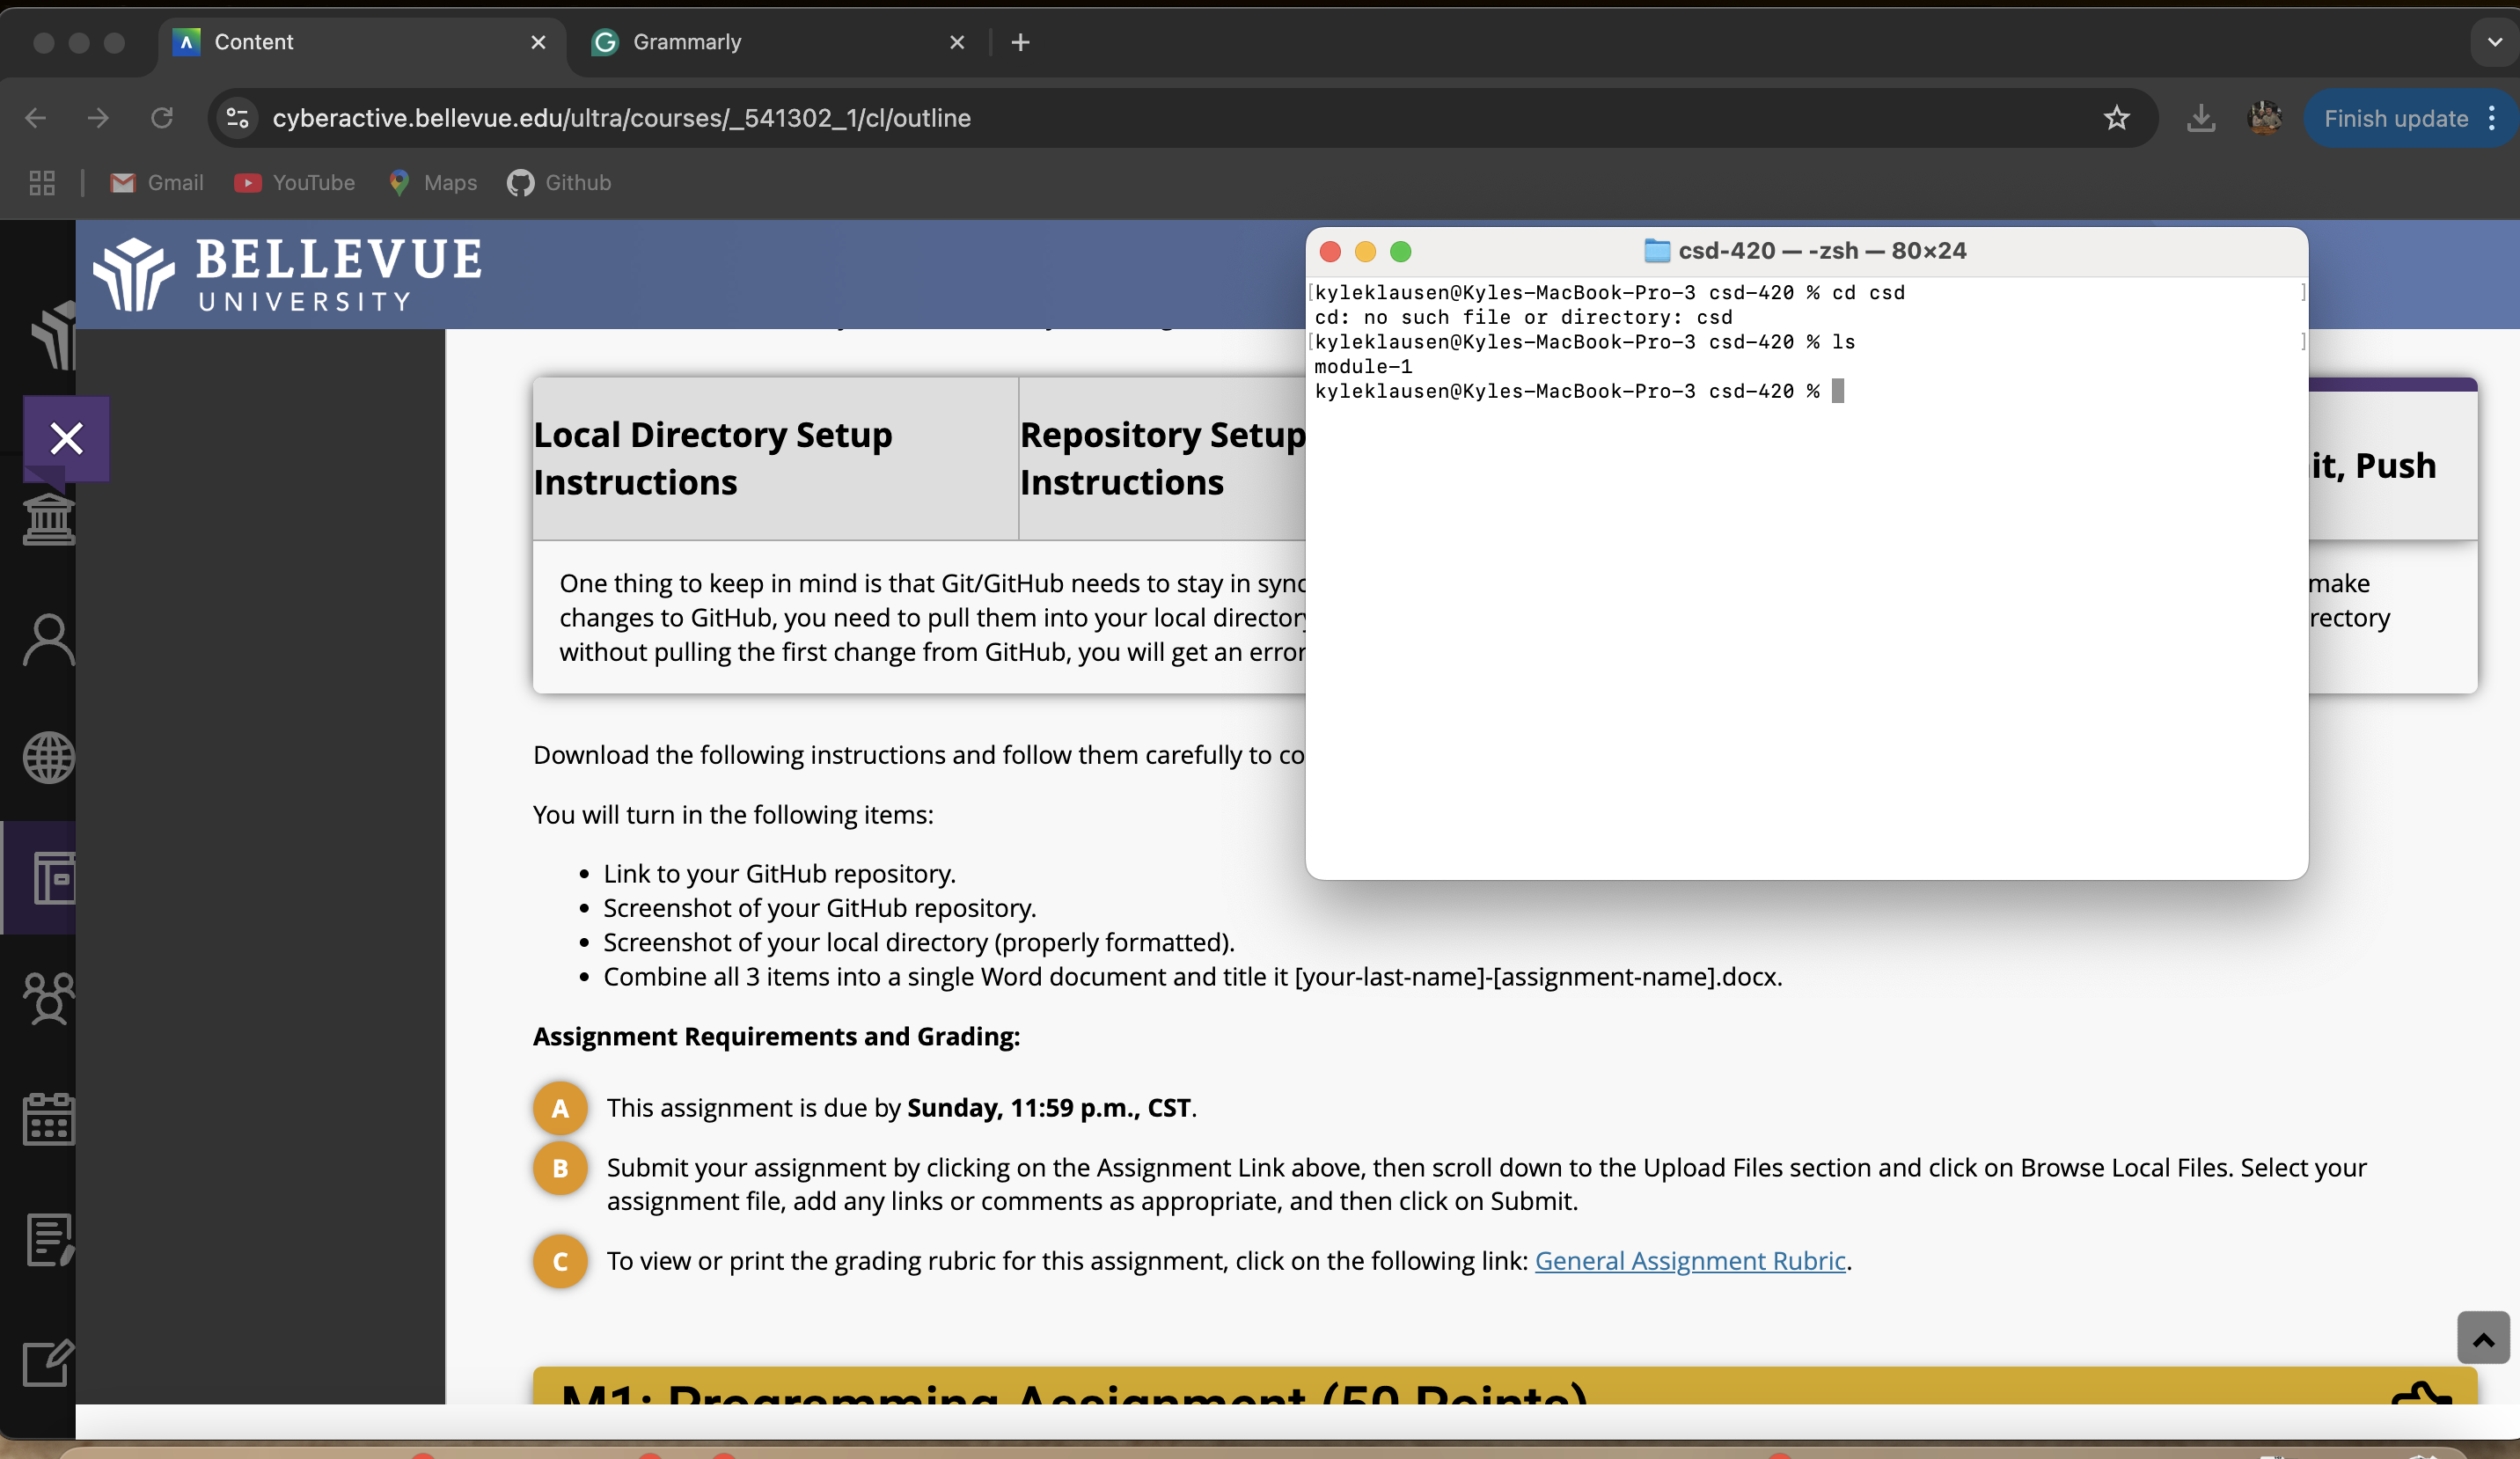 Content
Grammarly
cyberactive.bellevue.edu/ultra/courses/_541302_1/cl/outline
Finish update
Gmail
YouTube
Maps
Github
BELLEVUE
UNIVERSITY
csd-420 — -zsh — 80×24
[kyleklausen@Kyles-MacBook-Pro-3 csd-420 % cd csd ]
cd: no such file or directory: csd
[kyleklausen@Kyles-MacBook-Pro-3 csd-420 % ls ]
module-1
kyleklausen@Kyles-MacBook-Pro-3 csd-420 %
Local Directory Setup
Instructions
Repository Setup
Instructions
it, Push
One thing to keep in mind is that Git/GitHub needs to stay in sync
make
changes to GitHub, you need to pull them into your local directory
rectory
without pulling the first change from GitHub, you will get an error
Download the following instructions and follow them carefully to co
You will turn in the following items:
• Link to your GitHub repository.
• Screenshot of your GitHub repository.
• Screenshot of your local directory (properly formatted).
• Combine all 3 items into a single Word document and title it [your-last-name]-[assignment-name].docx.
Assignment Requirements and Grading:
A This assignment is due by Sunday, 11:59 p.m., CST.
B Submit your assignment by clicking on the Assignment Link above, then scroll down to the Upload Files section and click on Browse Local Files. Select your
assignment file, add any links or comments as appropriate, and then click on Submit.
C To view or print the grading rubric for this assignment, click on the following link: General Assignment Rubric.
M1: Programming Assignment (50 Points)